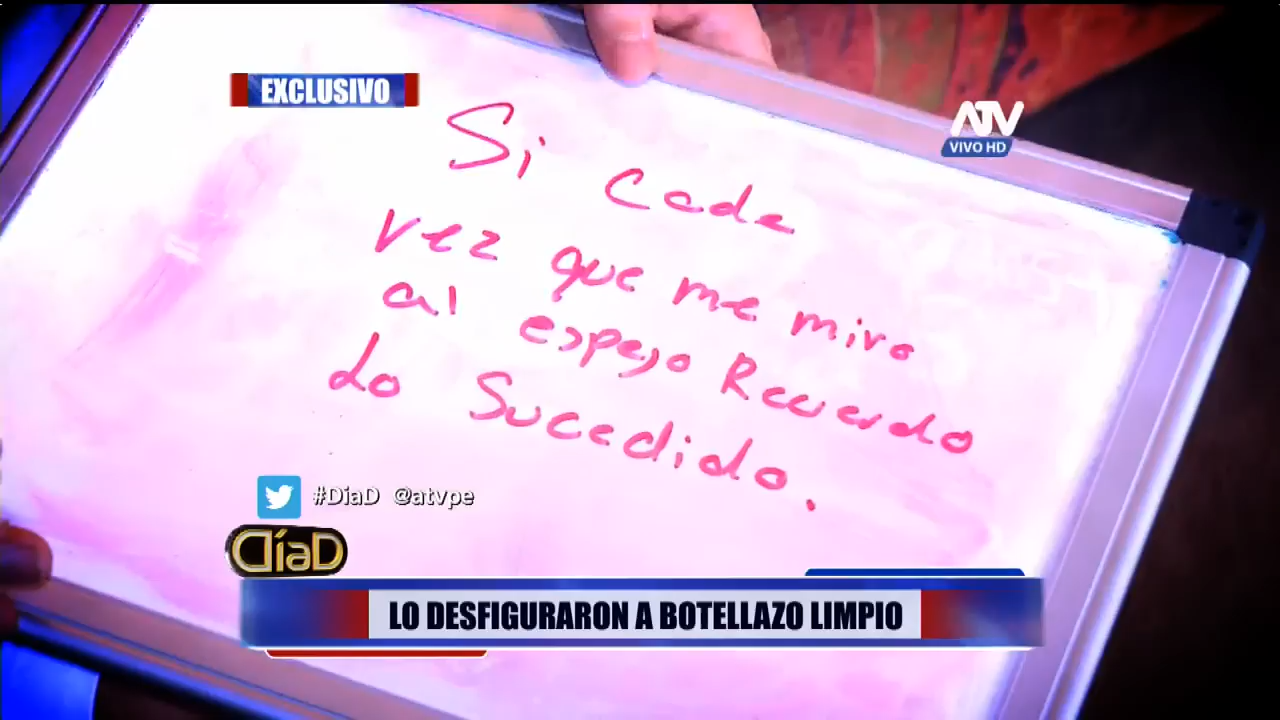 EXCLUSIVO
ATV
VIVO HD
Si cada
vez que me miro
al espejo Recuerdo
Lo Sucedido.
#DiaD @atvpe
DíaD
LO DESFIGURARON A BOTELLAZO LIMPIO